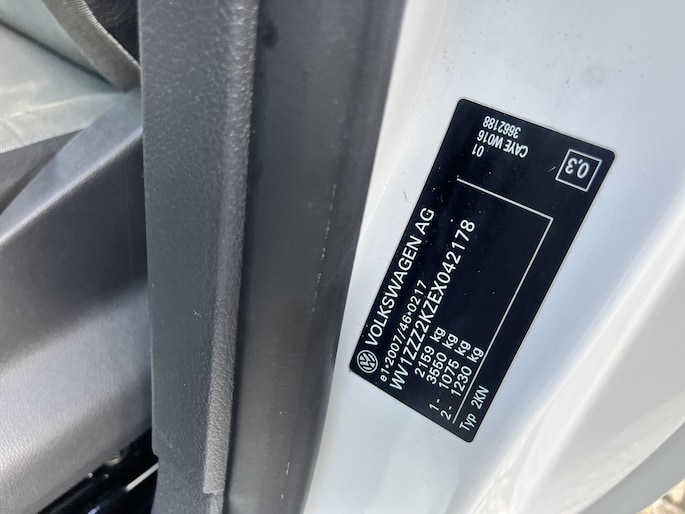 VOLKSWAGEN AG
e1*2007/46*0217
WV1ZZZ2KZEX042178
2159 kg
3550 kg
1- 1075 kg
2- 1230 kg
Typ 2KN
01
CAYE W016
3662188
0,3